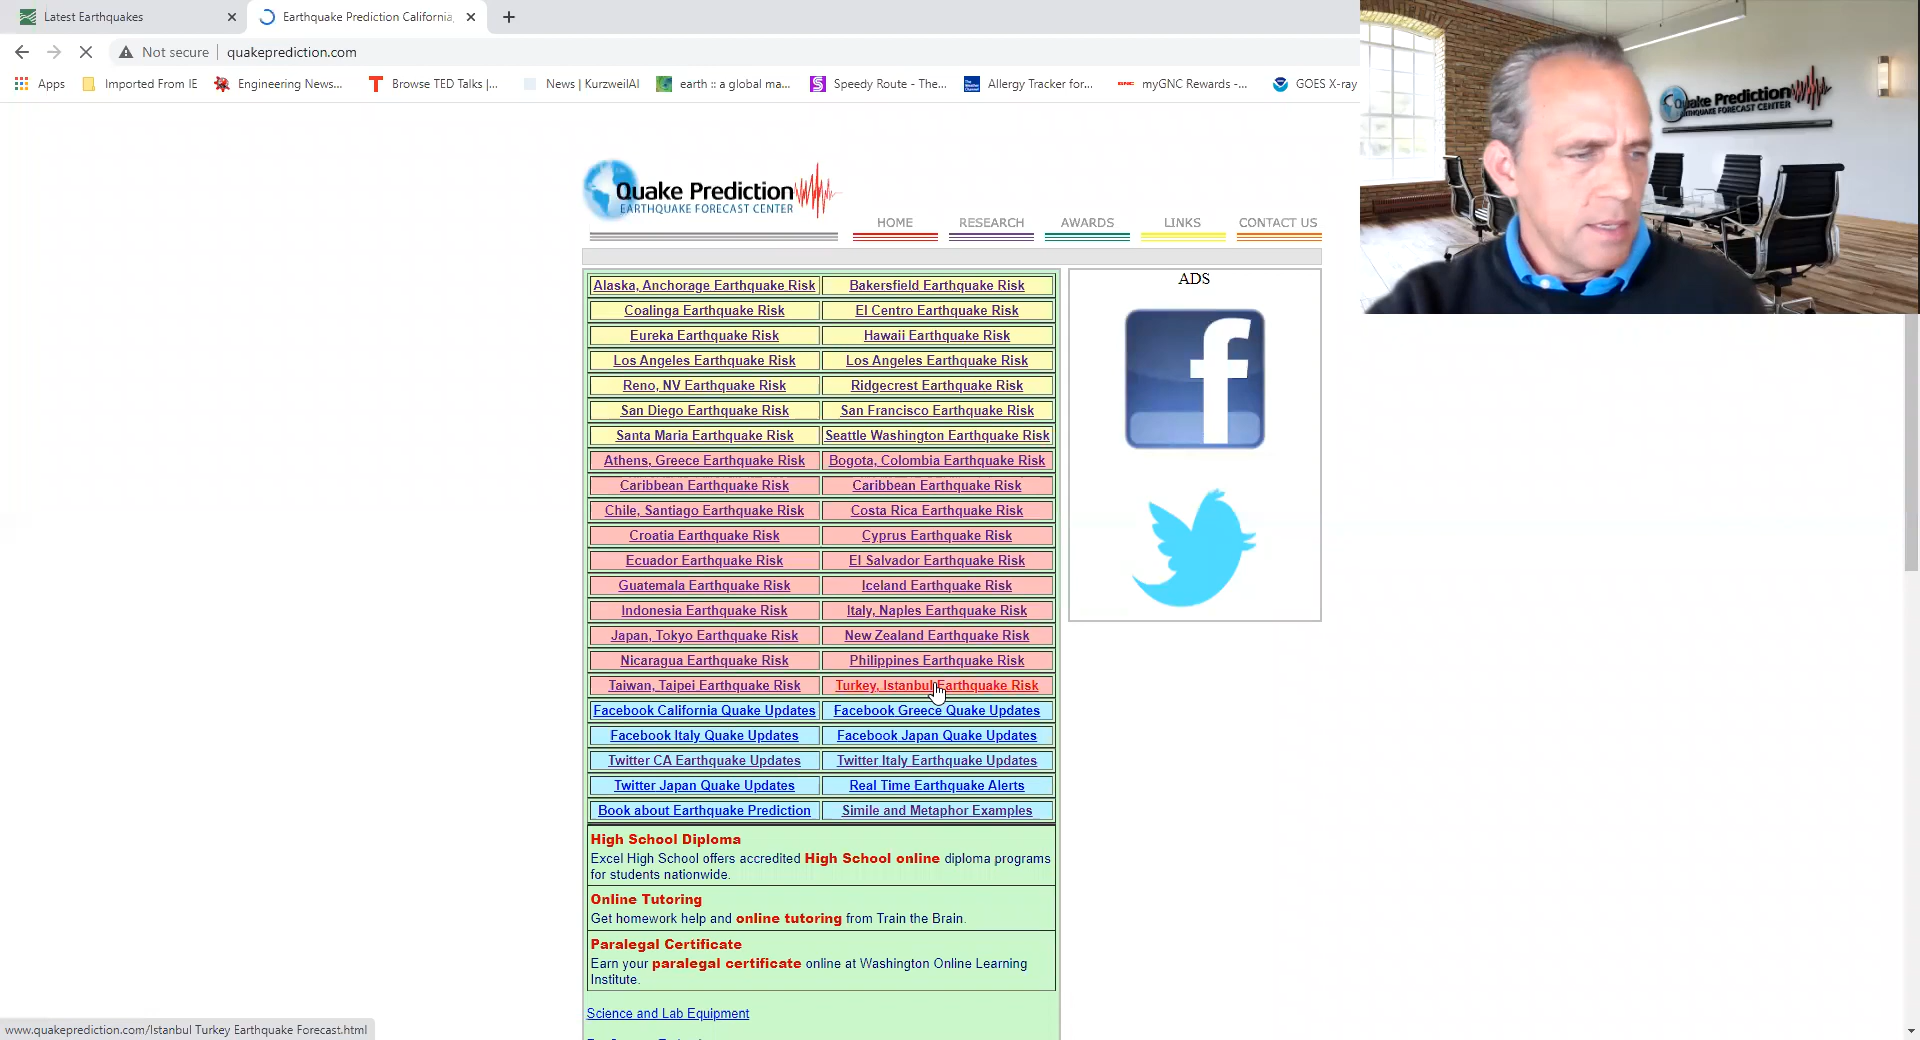 Latest Earthquakes
Earthquake Prediction California,
Not secure
quakeprediction.com
Apps
Imported From IE
Engineering News...
Browse TED Talks |...
News | KurzweilAI
earth :: a global ma...
Speedy Route - The...
Allergy Tracker for...
GNC
myGNC Rewards -...
GOES X-ray
Quake Prediction
EARTHQUAKE FORECAST CENTER
Quake Prediction
EARTHQUAKE FORECAST CENTER
HOME
RESEARCH
AWARDS
LINKS
CONTACT US
Alaska, Anchorage Earthquake Risk
Bakersfield Earthquake Risk
Coalinga Earthquake Risk
El Centro Earthquake Risk
Eureka Earthquake Risk
Hawaii Earthquake Risk
Los Angeles Earthquake Risk
Los Angeles Earthquake Risk
Reno, NV Earthquake Risk
Ridgecrest Earthquake Risk
San Diego Earthquake Risk
San Francisco Earthquake Risk
Santa Maria Earthquake Risk
Seattle Washington Earthquake Risk
Athens, Greece Earthquake Risk
Bogota, Colombia Earthquake Risk
Caribbean Earthquake Risk
Caribbean Earthquake Risk
Chile, Santiago Earthquake Risk
Costa Rica Earthquake Risk
Croatia Earthquake Risk
Cyprus Earthquake Risk
Ecuador Earthquake Risk
El Salvador Earthquake Risk
Guatemala Earthquake Risk
Iceland Earthquake Risk
Indonesia Earthquake Risk
Italy, Naples Earthquake Risk
Japan, Tokyo Earthquake Risk
New Zealand Earthquake Risk
Nicaragua Earthquake Risk
Philippines Earthquake Risk
Taiwan, Taipei Earthquake Risk
Turkey, Istanbul Earthquake Risk
Facebook California Quake Updates
Facebook Greece Quake Updates
Facebook Italy Quake Updates
Facebook Japan Quake Updates
Twitter CA Earthquake Updates
Twitter Italy Earthquake Updates
Twitter Japan Quake Updates
Real Time Earthquake Alerts
Book about Earthquake Prediction
Simile and Metaphor Examples
ADS
High School Diploma
Excel High School offers accredited High School online diploma programs
for students nationwide.
Online Tutoring
Get homework help and online tutoring from Train the Brain.
Paralegal Certificate
Earn your paralegal certificate online at Washington Online Learning
Institute.
Science and Lab Equipment
www.quakeprediction.com/Istanbul Turkey Earthquake Forecast.html